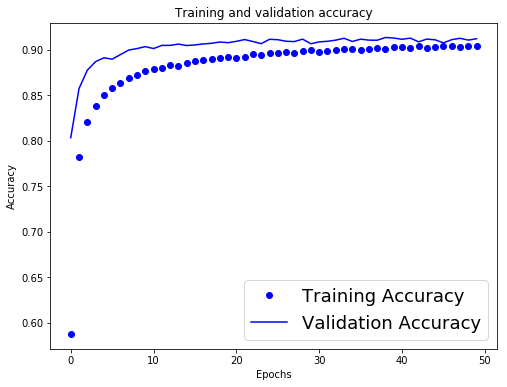 Training and validation accuracy
0.90
0.85
0.80
0.75
0.70
0.65
0.60
Accuracy
Training Accuracy
Validation Accuracy
0 10 20 30 40 50
Epochs